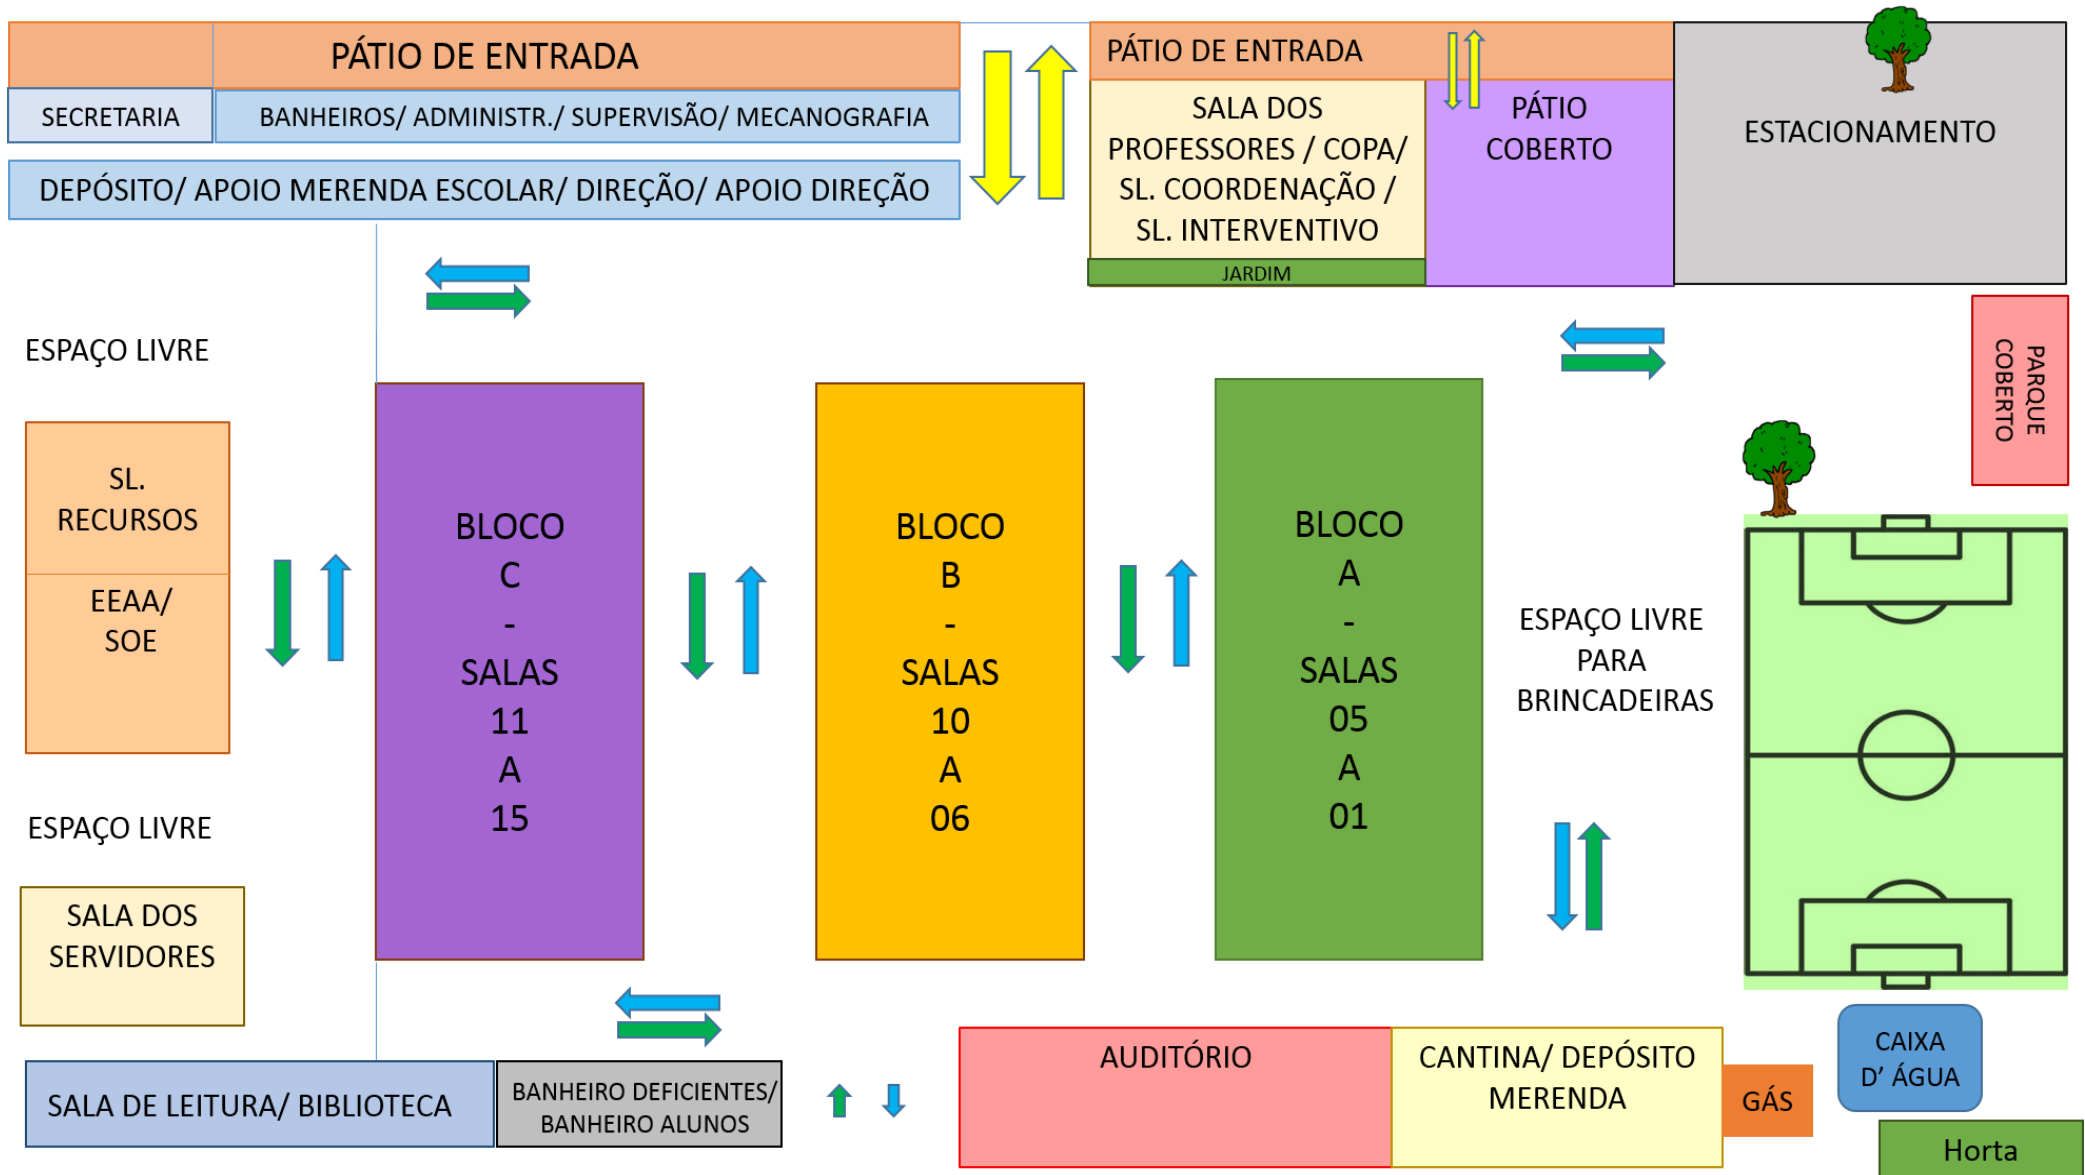 PÁTIO DE ENTRADA
SECRETARIA
BANHEIROS/ ADMINISTR./ SUPERVISÃO/ MECANOGRAFIA
DEPÓSITO/ APOIO MERENDA ESCOLAR/ DIREÇÃO/ APOIO DIREÇÃO
PÁTIO DE ENTRADA
SALA DOS
PROFESSORES / COPA/
SL. COORDENAÇÃO /
SL. INTERVENTIVO
JARDIM
PÁTIO
COBERTO
ESTACIONAMENTO
PARQUE
COBERTO
ESPAÇO LIVRE
SL.
RECURSOS
EEAA/
SOE
ESPAÇO LIVRE
SALA DOS
SERVIDORES
BLOCO
C
-
SALAS
11
A
15
BLOCO
B
-
SALAS
10
A
06
BLOCO
A
-
SALAS
05
A
01
ESPAÇO LIVRE
PARA
BRINCADEIRAS
SALA DE LEITURA/ BIBLIOTECA
BANHEIRO DEFICIENTES/
BANHEIRO ALUNOS
AUDITÓRIO
CANTINA/ DEPÓSITO
MERENDA
GÁS
CAIXA
D’ ÁGUA
Horta